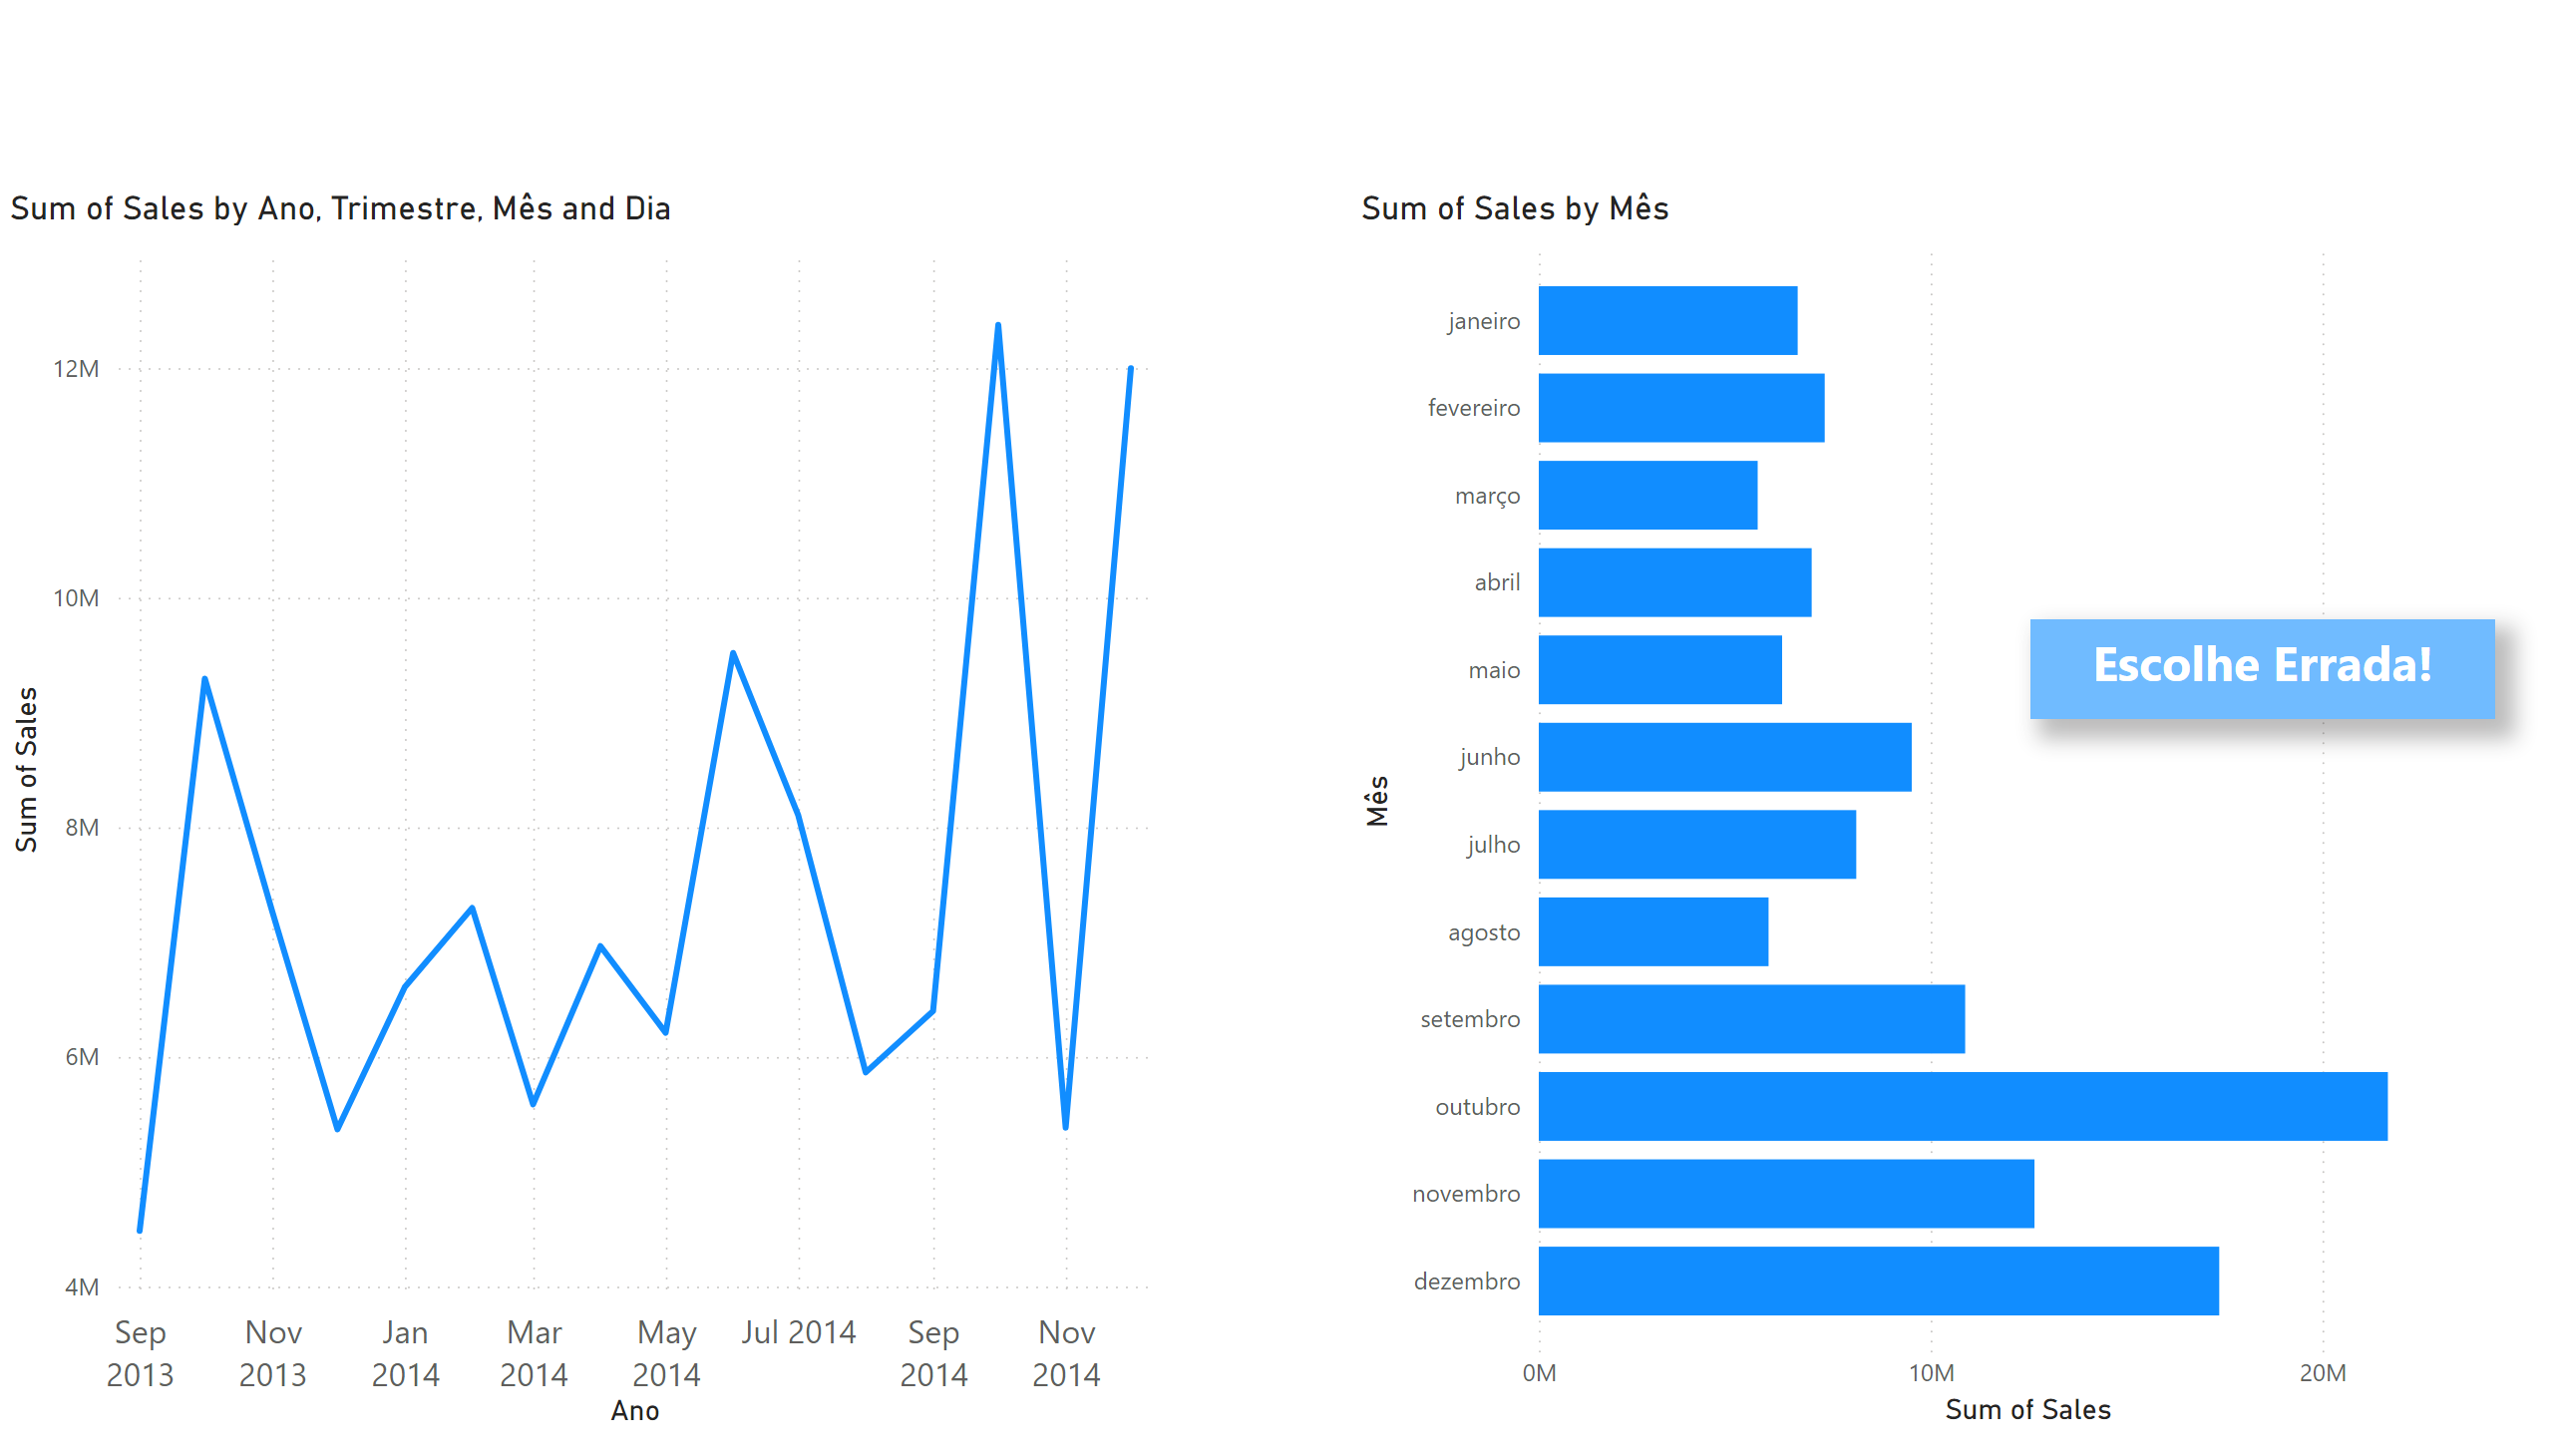 Sum of Sales by Ano, Trimestre, Mês and Dia
Sum of Sales
12M
10M
8M
6M
4M
Sep
2013
Nov
2013
Jan
2014
Mar
2014
May
2014
Jul 2014
Sep
2014
Nov
2014
Ano
Sum of Sales by Mês
Mês
janeiro
fevereiro
março
abril
maio
junho
julho
agosto
setembro
outubro
novembro
dezembro
0M
10M
20M
Sum of Sales
Escolhe Errada!